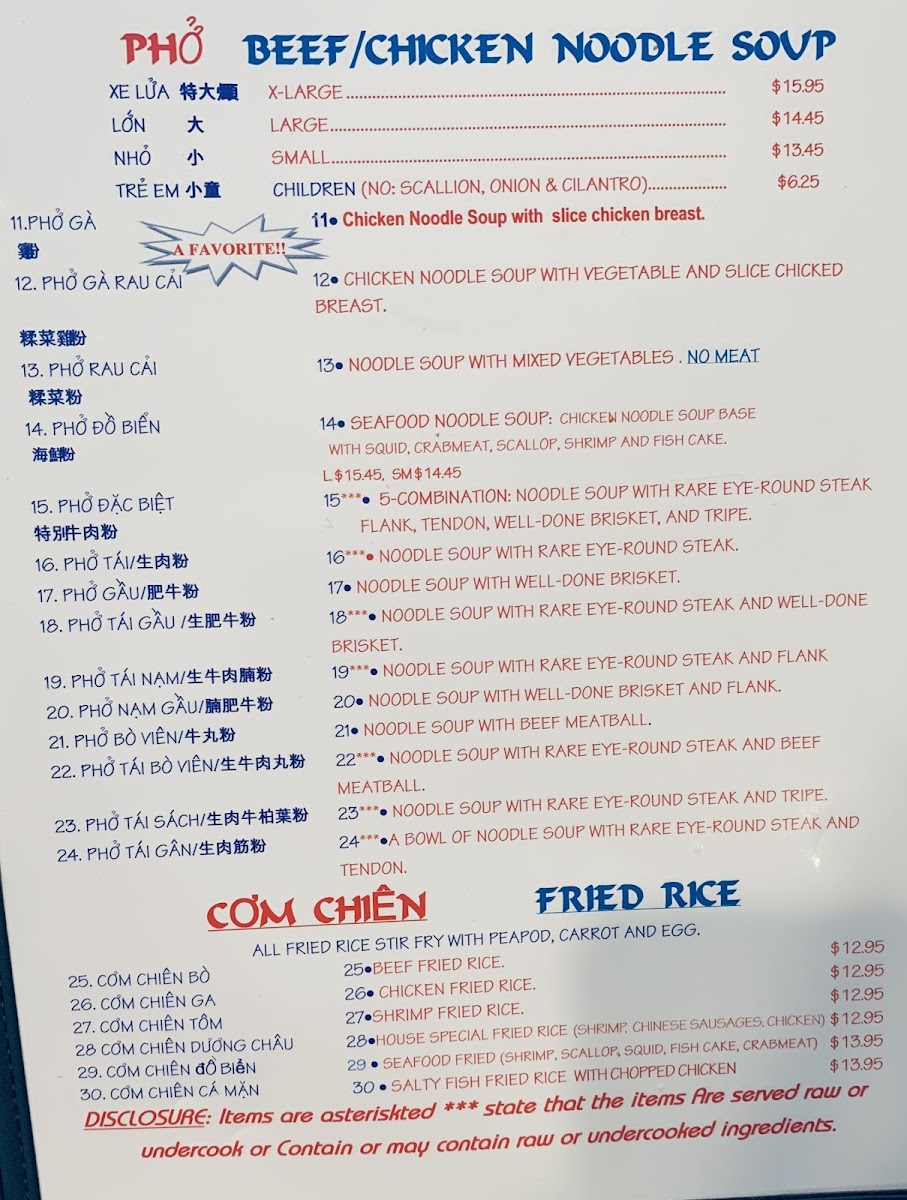 PHỞ BEEF/CHICKEN NOODLE SOUP
XE LỬA 特大 X-LARGE........ $15.95
LỚN 大 LARGE........ $14.45
NHỎ 小 SMALL........ $13.45
TRẺ EM 小童 CHILDREN (NO: SCALLION, ONION & CILANTRO)........ $6.25
11.PHỞ GÀ 11• Chicken Noodle Soup with slice chicken breast.
雞粉 A FAVORITE!!
12. PHỞ GÀ RAU CẢI 12• CHICKEN NOODLE SOUP WITH VEGETABLE AND SLICE CHICKED
BREAST.
糅菜雞粉
13. PHỞ RAU CẢI 13• NOODLE SOUP WITH MIXED VEGETABLES . NO MEAT
糅菜粉
14. PHỞ ĐỒ BIỂN 14• SEAFOOD NOODLE SOUP: CHICKEN NOODLE SOUP BASE
海鮮粉 WITH SQUID, CRABMEAT, SCALLOP, SHRIMP AND FISH CAKE.
L $15.45, SM $14.45
15. PHỞ ĐẶC BIỆT 15***• 5-COMBINATION: NOODLE SOUP WITH RARE EYE-ROUND STEAK
特別牛肉粉 FLANK, TENDON, WELL-DONE BRISKET, AND TRIPE.
16. PHỞ TÁI/生肉粉 16***• NOODLE SOUP WITH RARE EYE-ROUND STEAK.
17. PHỞ GẦU/肥牛粉 17• NOODLE SOUP WITH WELL-DONE BRISKET.
18. PHỞ TÁI GẦU /生肥牛粉 18***• NOODLE SOUP WITH RARE EYE-ROUND STEAK AND WELL-DONE
BRISKET.
19. PHỞ TÁI NẠM/生牛肉腩粉 19***• NOODLE SOUP WITH RARE EYE-ROUND STEAK AND FLANK
20. PHỞ NẠM GẦU/腩肥牛粉 20• NOODLE SOUP WITH WELL-DONE BRISKET AND FLANK.
21. PHỞ BÒ VIÊN/牛丸粉 21• NOODLE SOUP WITH BEEF MEATBALL.
22. PHỞ TÁI BÒ VIÊN/生牛肉丸粉 22***• NOODLE SOUP WITH RARE EYE-ROUND STEAK AND BEEF
MEATBALL.
23. PHỞ TÁI SÁCH/生肉牛柏葉粉 23***• NOODLE SOUP WITH RARE EYE-ROUND STEAK AND TRIPE.
24. PHỞ TÁI GÂN/生肉筋粉 24***•A BOWL OF NOODLE SOUP WITH RARE EYE-ROUND STEAK AND
TENDON.
CƠM CHIÊN FRIED RICE
ALL FRIED RICE STIR FRY WITH PEAPOD, CARROT AND EGG.
25. CƠM CHIÊN BÒ 25•BEEF FRIED RICE. $12.95
26. CƠM CHIÊN GA 26• CHICKEN FRIED RICE. $12.95
27. CƠM CHIÊN TÔM 27•SHRIMP FRIED RICE. $12.95
28 CƠM CHIÊN DƯƠNG CHÂU 28•HOUSE SPECIAL FRIED RICE (SHRIMP, CHINESE SAUSAGES, CHICKEN) $12.95
29. CƠM CHIÊN ĐỒ BIỂN 29 • SEAFOOD FRIED (SHRIMP, SCALLOP, SQUID, FISH CAKE, CRABMEAT) $13.95
30. CƠM CHIÊN CÁ MẶN 30 • SALTY FISH FRIED RICE WITH CHOPPED CHICKEN $13.95
DISCLOSURE: Items are asteriskted *** state that the items Are served raw or
undercook or Contain or may contain raw or undercooked ingredients.